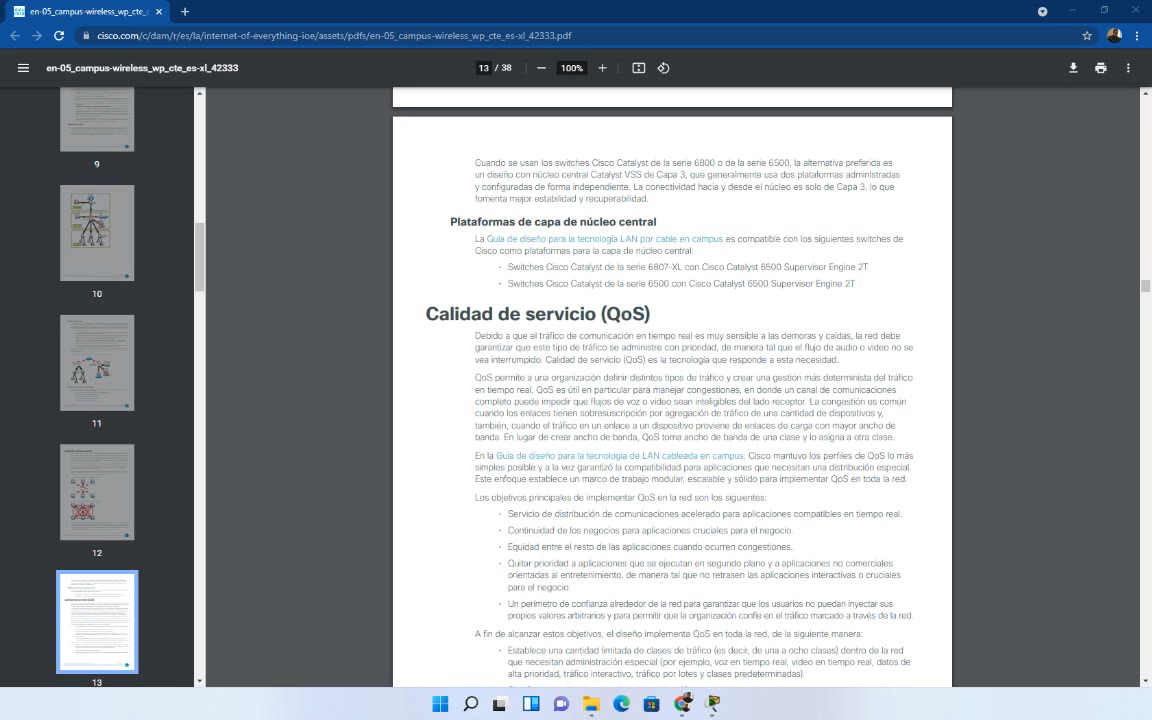 en-05_campus-wireless_wp_cte_c
cisco.com/c/dam/r/es/la/internet-of-everything-ioe/assets/pdfs/en-05_campus-wireless_wp_cte_es-xl_42333.pdf
en-05_campus-wireless_wp_cte_es-xl_42333
13 / 38
100%
9
10
11
12
13
Cuando se usan los switches Cisco Catalyst de la serie 6800 o de la serie 6500, la alternativa preferida es
un diseño con núcleo central Catalyst VSS de Capa 3, que generalmente usa dos plataformas administradas
y configuradas de forma independiente. La conectividad hacia y desde el núcleo es solo de Capa 3, lo que
fomenta mejor estabilidad y recuperabilidad.
Plataformas de capa de núcleo central
La Guía de diseño para la tecnología LAN por cable en campus es compatible con los siguientes switches de
Cisco como plataformas para la capa de núcleo central:
· Switches Cisco Catalyst de la serie 6807-XL con Cisco Catalyst 6500 Supervisor Engine 2T
· Switches Cisco Catalyst de la serie 6500 con Cisco Catalyst 6500 Supervisor Engine 2T
Calidad de servicio (QoS)
Debido a que el tráfico de comunicación en tiempo real es muy sensible a las demoras y caídas, la red debe
garantizar que este tipo de tráfico se administre con prioridad, de manera tal que el flujo de audio o video no se
vea interrumpido. Calidad de servicio (QoS) es la tecnología que responde a esta necesidad.
QoS permite a una organización definir distintos tipos de tráfico y crear una gestión más determinista del tráfico
en tiempo real. QoS es útil en particular para manejar congestiones, en donde un canal de comunicaciones
completo puede impedir que flujos de voz o video sean inteligibles del lado receptor. La congestión es común
cuando los enlaces tienen sobresuscripción por agregación de tráfico de una cantidad de dispositivos y,
también, cuando el tráfico en un enlace a un dispositivo proviene de enlaces de carga con mayor ancho de
banda. En lugar de crear ancho de banda, QoS toma ancho de banda de una clase y lo asigna a otra clase.
En la Guía de diseño para la tecnología de LAN cableada en campus, Cisco mantuvo los perfiles de QoS lo más
simples posible y a la vez garantizó la compatibilidad para aplicaciones que necesitan una distribución especial.
Este enfoque establece un marco de trabajo modular, escalable y sólido para implementar QoS en toda la red.
Los objetivos principales de implementar QoS en la red son los siguientes:
· Servicio de distribución de comunicaciones acelerado para aplicaciones compatibles en tiempo real.
· Continuidad de los negocios para aplicaciones cruciales para el negocio.
· Equidad entre el resto de las aplicaciones cuando ocurren congestiones.
· Quitar prioridad a aplicaciones que se ejecutan en segundo plano y a aplicaciones no comerciales
orientadas al entretenimiento, de manera tal que no retrasen las aplicaciones interactivas o cruciales
para el negocio.
· Un perímetro de confianza alrededor de la red para garantizar que los usuarios no puedan inyectar sus
propios valores arbitrarios y para permitir que la organización confíe en el tráfico marcado a través de la red.
A fin de alcanzar estos objetivos, el diseño implementa QoS en toda la red, de la siguiente manera:
· Establece una cantidad limitada de clases de tráfico (es decir, de una a ocho clases) dentro de la red
que necesitan administración especial (por ejemplo, voz en tiempo real, video en tiempo real, datos de
alta prioridad, tráfico interactivo, tráfico por lotes y clases predeterminadas).